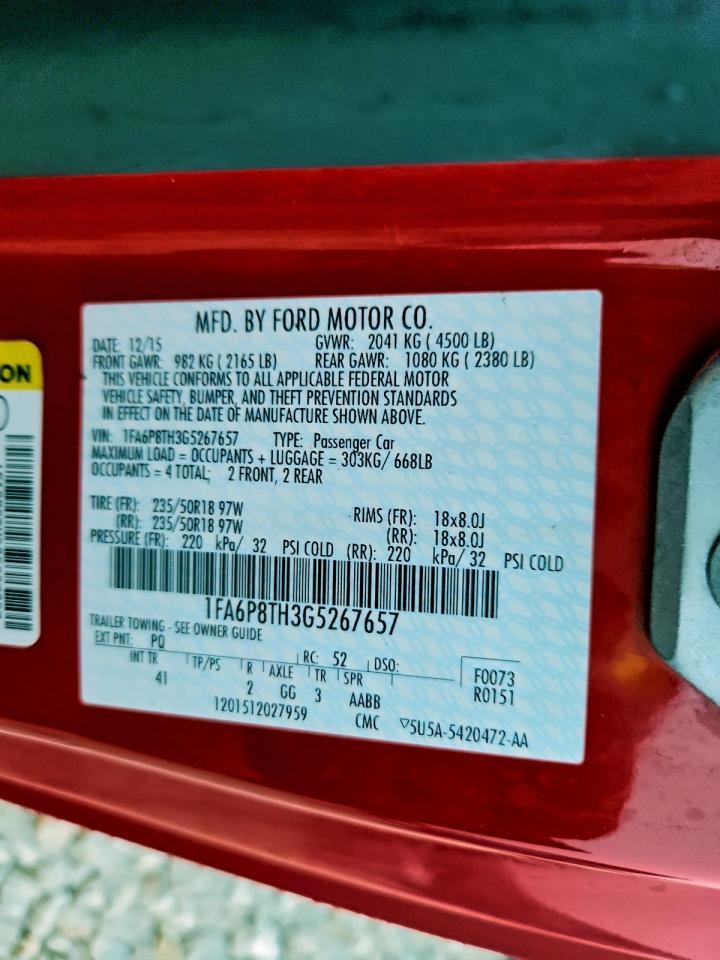 MFD. BY FORD MOTOR CO.
DATE: 12/15 GVWR: 2041 KG ( 4500 LB)
FRONT GAWR: 982 KG ( 2165 LB) REAR GAWR: 1080 KG ( 2380 LB)
THIS VEHICLE CONFORMS TO ALL APPLICABLE FEDERAL MOTOR
VEHICLE SAFETY, BUMPER, AND THEFT PREVENTION STANDARDS
IN EFFECT ON THE DATE OF MANUFACTURE SHOWN ABOVE.
VIN: 1FA6P8TH3G5267657 TYPE: Passenger Car
MAXIMUM LOAD = OCCUPANTS + LUGGAGE = 303KG/ 668LB
OCCUPANTS = 4 TOTAL; 2 FRONT, 2 REAR
TIRE (FR): 235/50R18 97W RIMS (FR): 18x8.0J
(RR): 235/50R18 97W (RR): 18x8.0J
PRESSURE (FR): 220 kPa/ 32 PSI COLD (RR): 220 kPa/ 32 PSI COLD
1FA6P8TH3G5267657
TRAILER TOWING - SEE OWNER GUIDE
EXT PNT: PQ RC: 52 DSO:
INT TR TP/PS R AXLE TR SPR
41 2 GG 3 AABB
F0073
R0151
1201512027959 CMC ▽5U5A-5420472-AA
ON